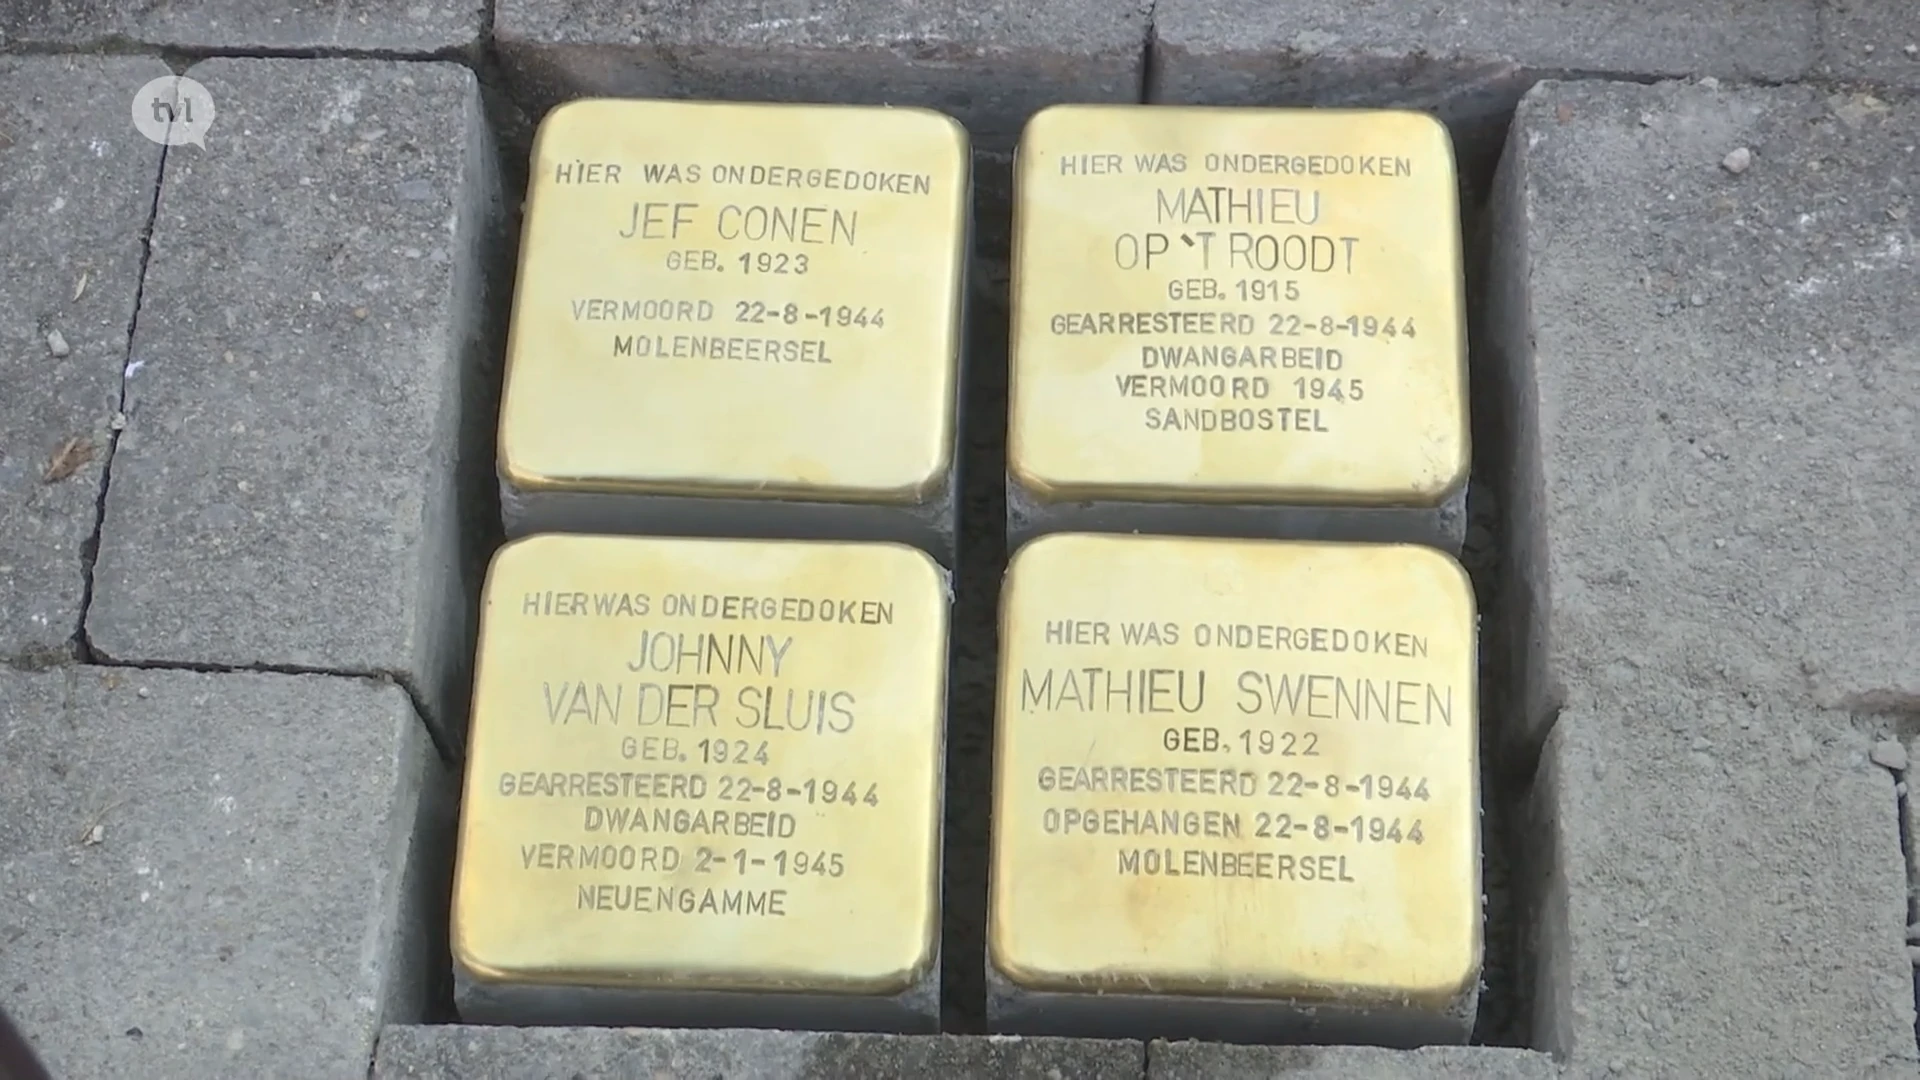 tvl
HIER WAS ONDERGEDOKEN
JEF CONEN
GEB. 1923
VERMOORD 22-8-1944
MOLENBEERSEL
HIER WAS ONDERGEDOKEN
MATHIEU
OP 'T ROODT
GEB. 1915
GEARRESTEERD 22-8-1944
DWANGARBEID
VERMOORD 1945
SANDBOSTEL
HIER WAS ONDERGEDOKEN
JOHNNY
VAN DER SLUIS
GEB. 1924
GEARRESTEERD 22-8-1944
DWANGARBEID
VERMOORD 2-1-1945
NEUENGAMME
HIER WAS ONDERGEDOKEN
MATHIEU SWENNEN
GEB. 1922
GEARRESTEERD 22-8-1944
OPGEHANGEN 22-8-1944
MOLENBEERSEL